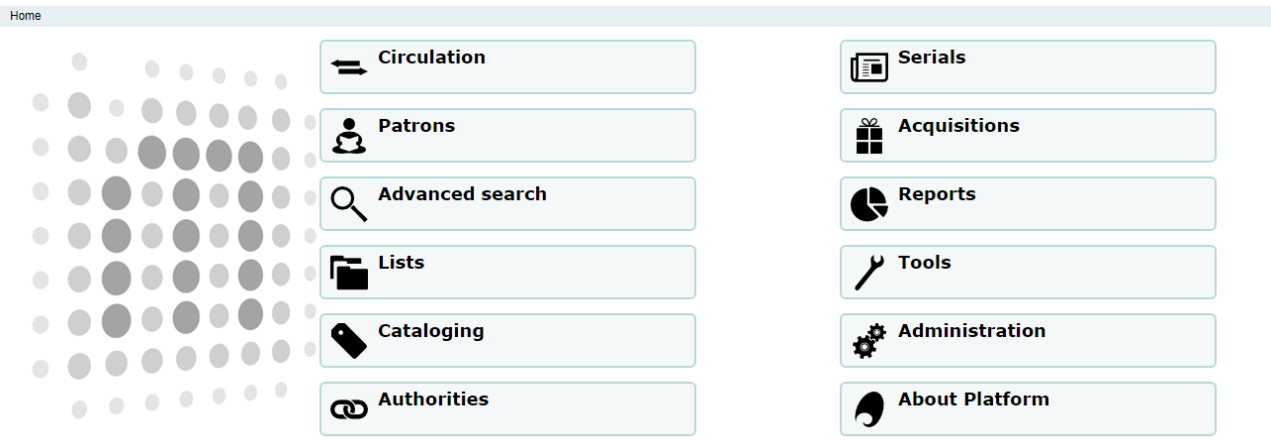 Home
Circulation
Patrons
Advanced search
Lists
Cataloging
Authorities
Serials
Acquisitions
Reports
Tools
Administration
About Platform